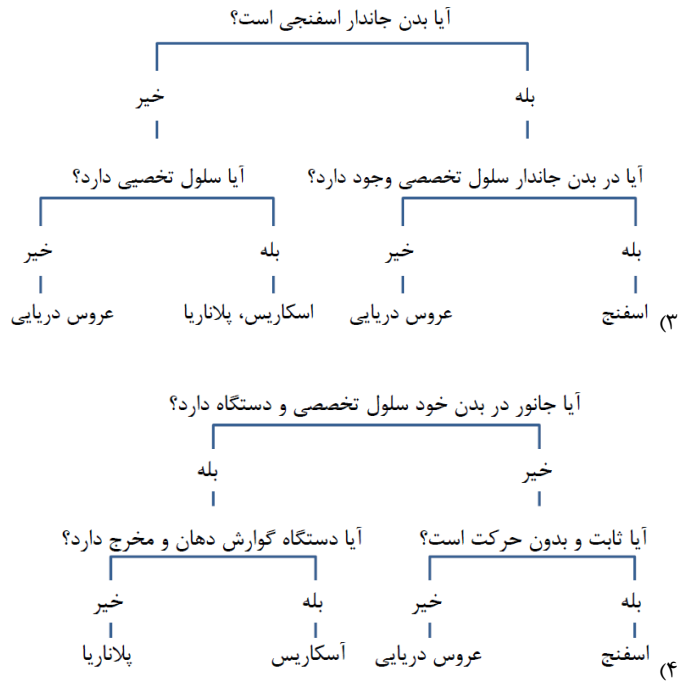 آیا بدن جاندار اسفنجی است؟
بله خیر
آیا در بدن جاندار سلول تخصصی وجود دارد؟ آیا سلول تخصیی دارد؟
بله خیر بله خیر
۳) اسفنج عروس دریایی اسکاریس، پلاناریا عروس دریایی
آیا جانور در بدن خود سلول تخصصی و دستگاه دارد؟
خیر بله
آیا ثابت و بدون حرکت است؟ آیا دستگاه گوارش دهان و مخرج دارد؟
بله خیر بله خیر
۴) اسفنج عروس دریایی آسکاریس پلاناریا